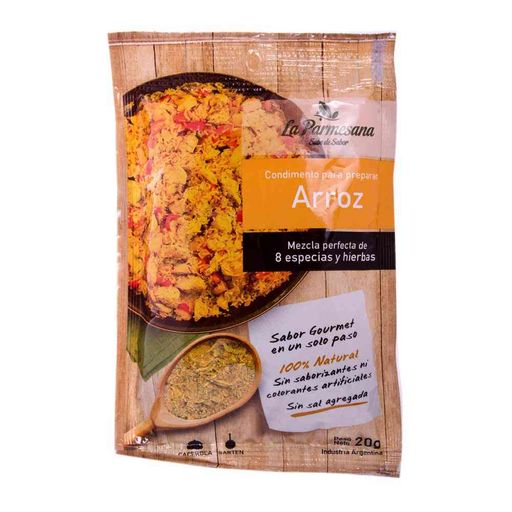 La Parmesana
Sabe de Sabor
Condimento para preparar
Arroz
Mezcla perfecta de
8 especias y hierbas
Sabor Gourmet
en un solo paso
100% Natural
Sin saborizantes ni
colorantes artificiales
Sin sal agregada
CACEROLA SARTEN
Peso
Neto 20g
Industria Argentina